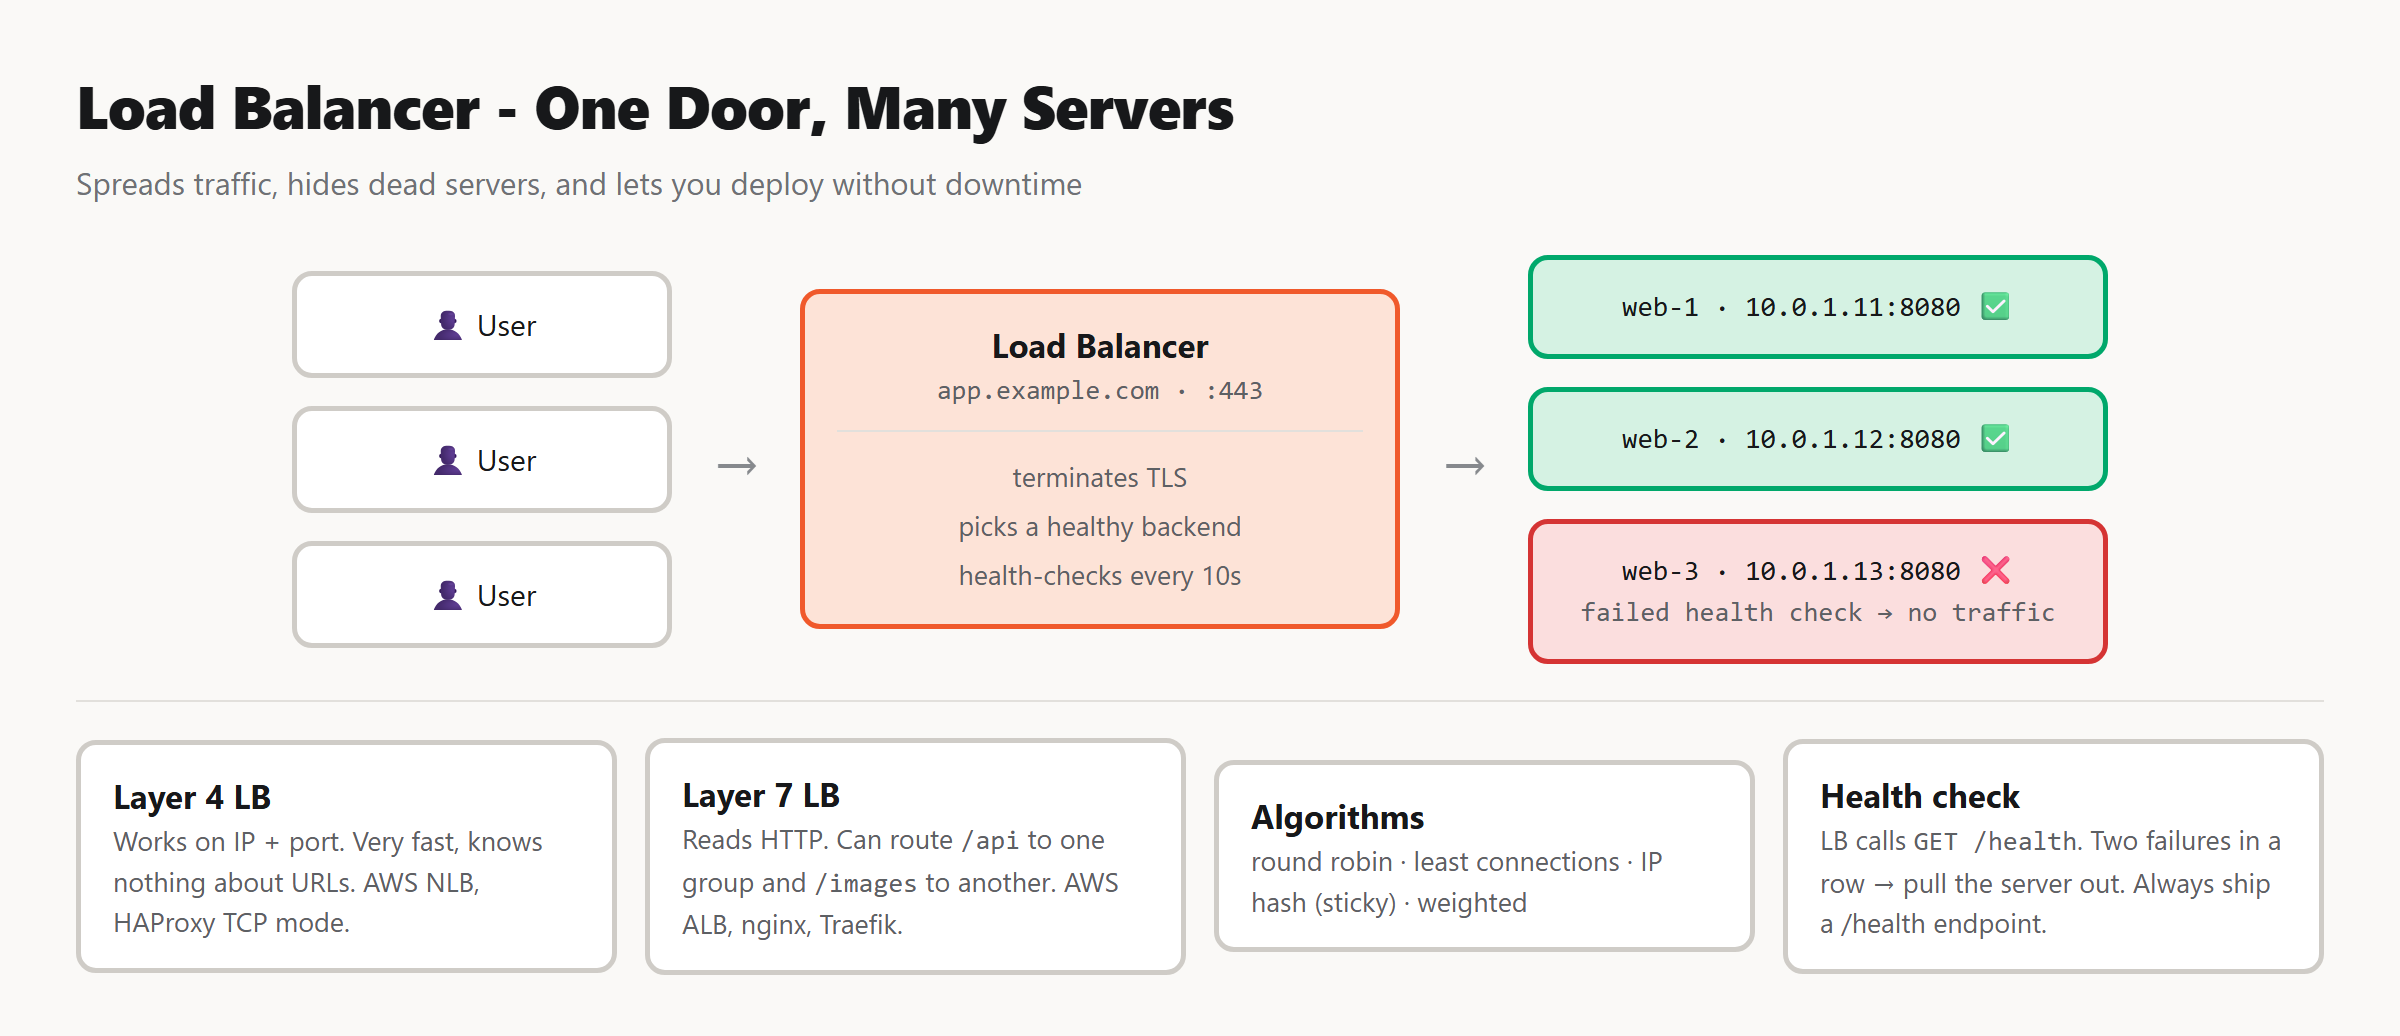 Load Balancer - One Door, Many Servers
Spreads traffic, hides dead servers, and lets you deploy without downtime
👤 User
👤 User
👤 User
→
Load Balancer
app.example.com · :443
terminates TLS
picks a healthy backend
health-checks every 10s
→
web-1 · 10.0.1.11:8080 ✅
web-2 · 10.0.1.12:8080 ✅
web-3 · 10.0.1.13:8080 ❌
failed health check → no traffic
Layer 4 LB
Works on IP + port. Very fast, knows
nothing about URLs. AWS NLB,
HAProxy TCP mode.
Layer 7 LB
Reads HTTP. Can route /api to one
group and /images to another. AWS
ALB, nginx, Traefik.
Algorithms
round robin · least connections · IP
hash (sticky) · weighted
Health check
LB calls GET /health. Two failures in a
row → pull the server out. Always ship
a /health endpoint.